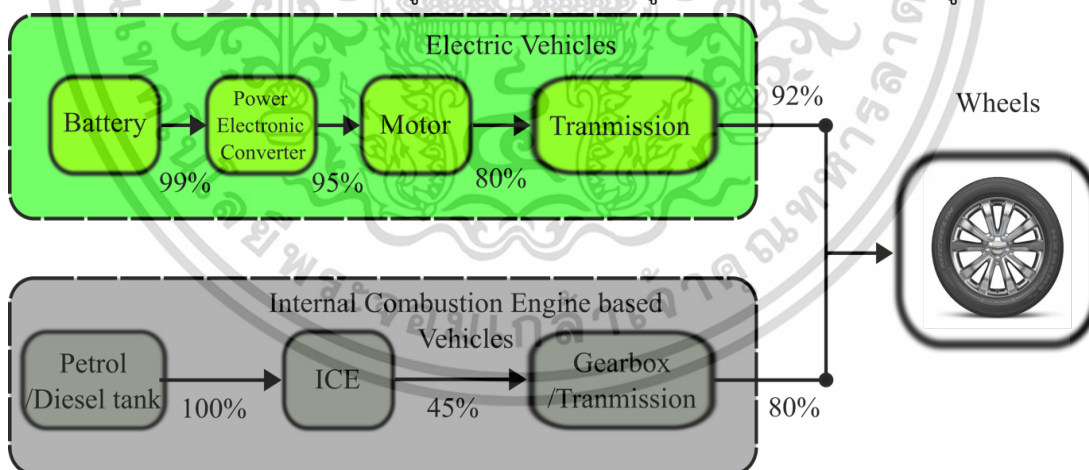 Electric Vehicles
Battery
Power
Electronic
Converter
Motor
Tranmission
99%
95%
80%
92%
Wheels
Internal Combustion Engine based
Vehicles
Petrol
/Diesel tank
ICE
Gearbox
/Tranmission
100%
45%
80%